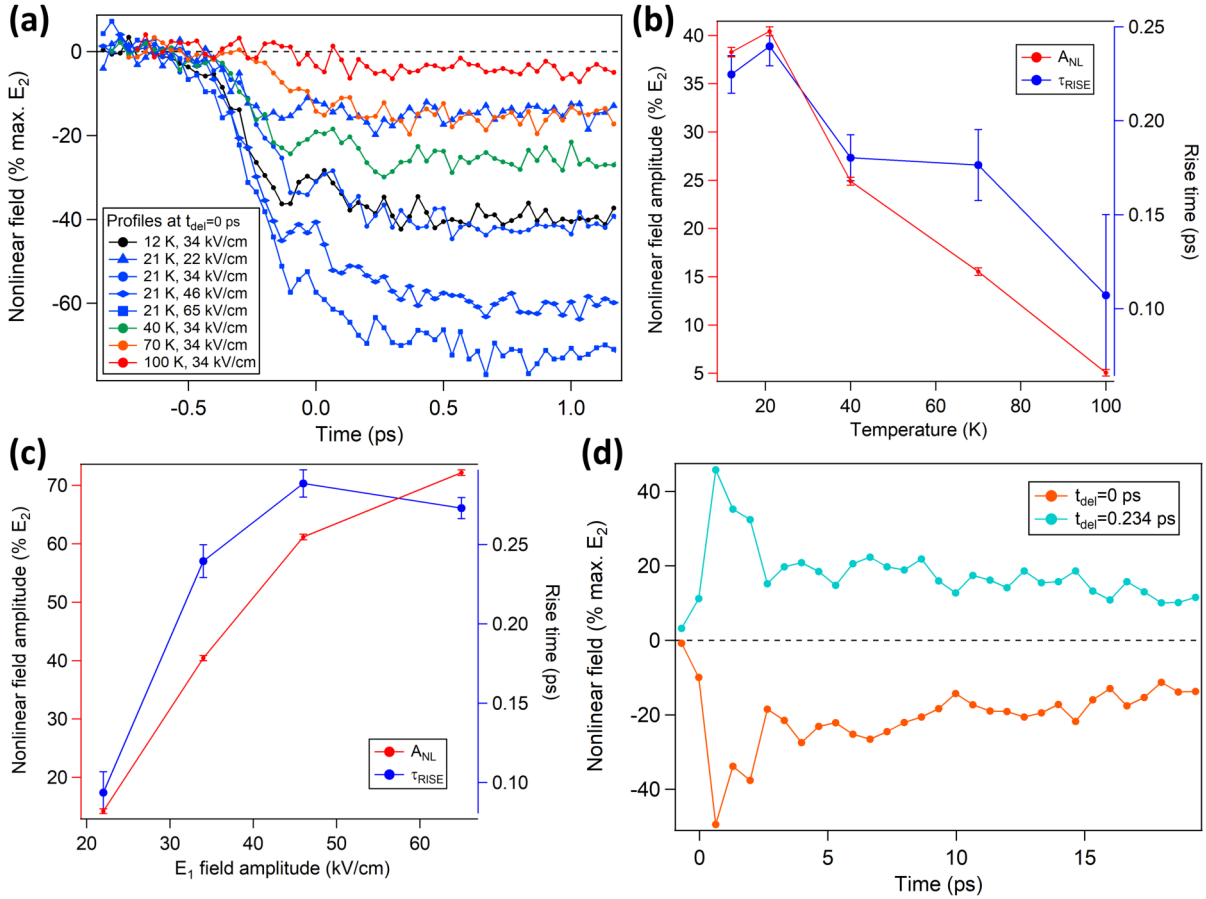 (a)
Nonlinear field (% max. E₂)
0
-20
-40
-60
Profiles at t_del=0 ps
12 K, 34 kV/cm
21 K, 22 kV/cm
21 K, 34 kV/cm
21 K, 46 kV/cm
21 K, 65 kV/cm
40 K, 34 kV/cm
70 K, 34 kV/cm
100 K, 34 kV/cm
-0.5 0.0 0.5 1.0
Time (ps)
(b)
Nonlinear field amplitude (% E₂)
40
35
30
25
20
15
10
5
A_NL
τ_RISE
0.25
0.20
0.15
0.10
Rise time (ps)
20 40 60 80 100
Temperature (K)
(c)
Nonlinear field amplitude (% E₂)
70
60
50
40
30
20
A_NL
τ_RISE
0.25
0.20
0.15
0.10
Rise time (ps)
20 30 40 50 60
E₁ field amplitude (kV/cm)
(d)
Nonlinear field (% max. E₂)
40
20
0
-20
-40
t_del=0 ps
t_del=0.234 ps
0 5 10 15
Time (ps)